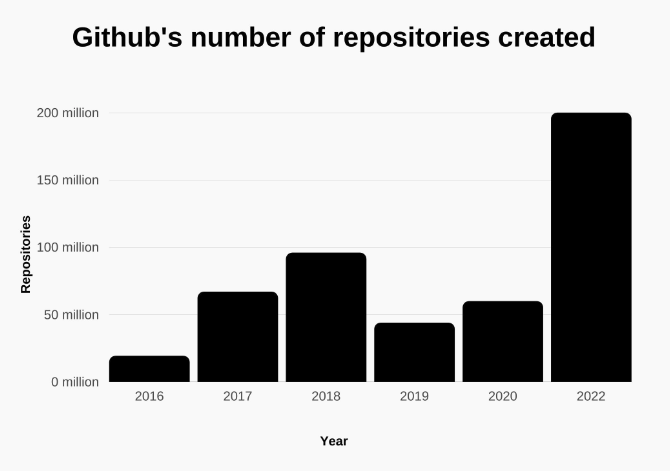 Github's number of repositories created
200 million
150 million
100 million
50 million
0 million
Repositories
2016 2017 2018 2019 2020 2022
Year